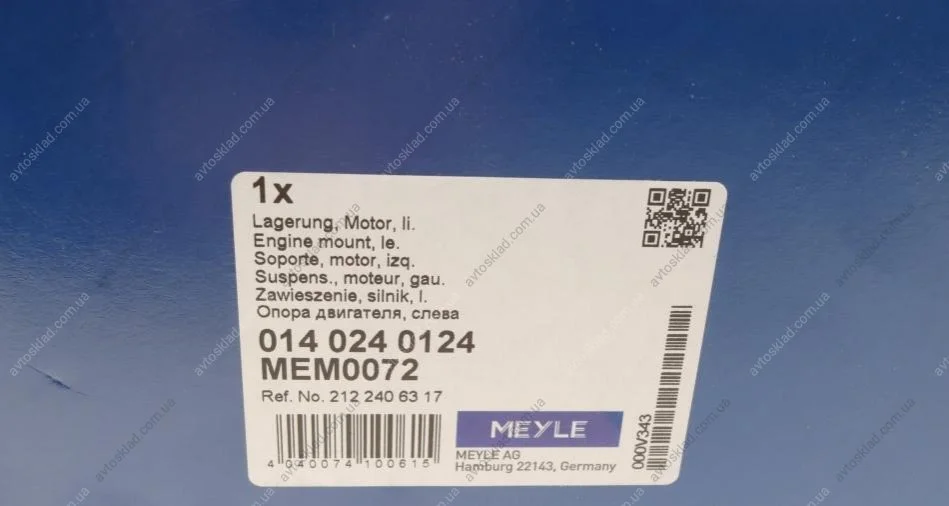 1x
Lagerung, Motor, li.
Engine mount, le.
Soporte, motor, izq.
Suspens., moteur, gau.
Zawieszenie, silnik, l.
Опора двигателя, слева
014 024 0124
MEM0072
Ref. No. 212 240 63 17
4 040074 100615
MEYLE
MEYLE AG
Hamburg 22143, Germany
000V343
avtosklad.com.ua